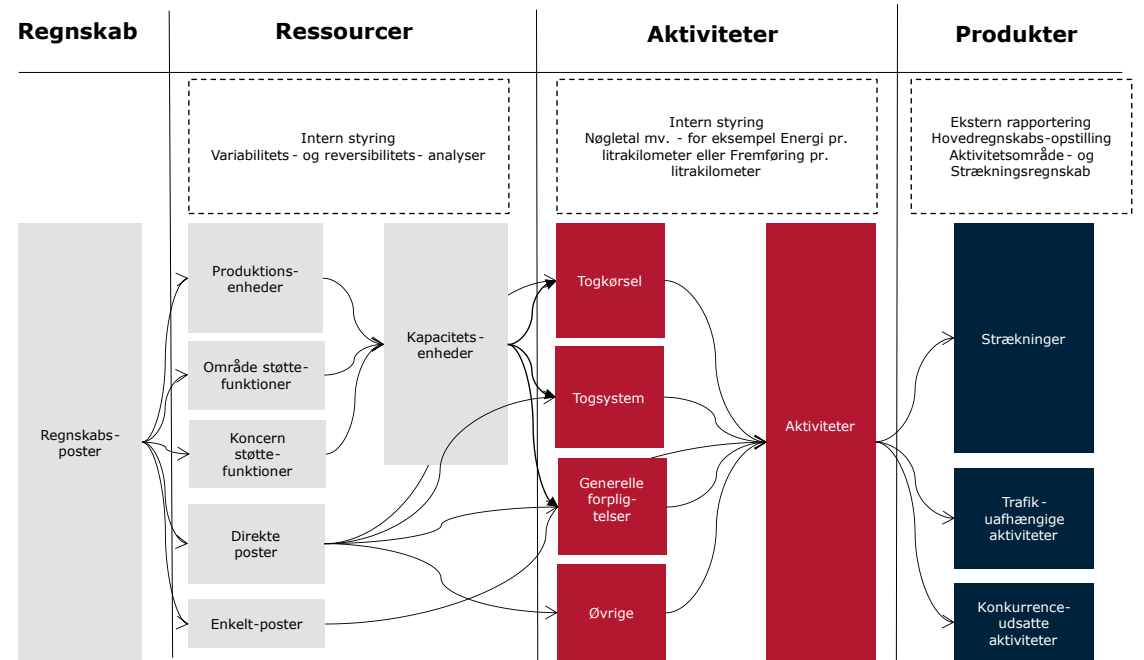 Regnskab
Ressourcer
Aktiviteter
Produkter
Intern styring
Variabilitets- og reversibilitets- analyser
Intern styring
Nøgletal mv. - for eksempel Energi pr.
litrakilometer eller Fremføring pr.
litrakilometer
Ekstern rapportering
Hovedregnskabs-opstilling
Aktivitetsområde- og
Strækningsregnskab
Regnskabs-
poster
Produktions-
enheder
Område støtte-
funktioner
Koncern
støtte-
funktioner
Direkte
poster
Enkelt-poster
Kapacitets-
enheder
Togkørsel
Togsystem
Generelle
forplig-
telser
Øvrige
Aktiviteter
Strækninger
Trafik-
uafhængige
aktiviteter
Konkurrence-
udsatte
aktiviteter